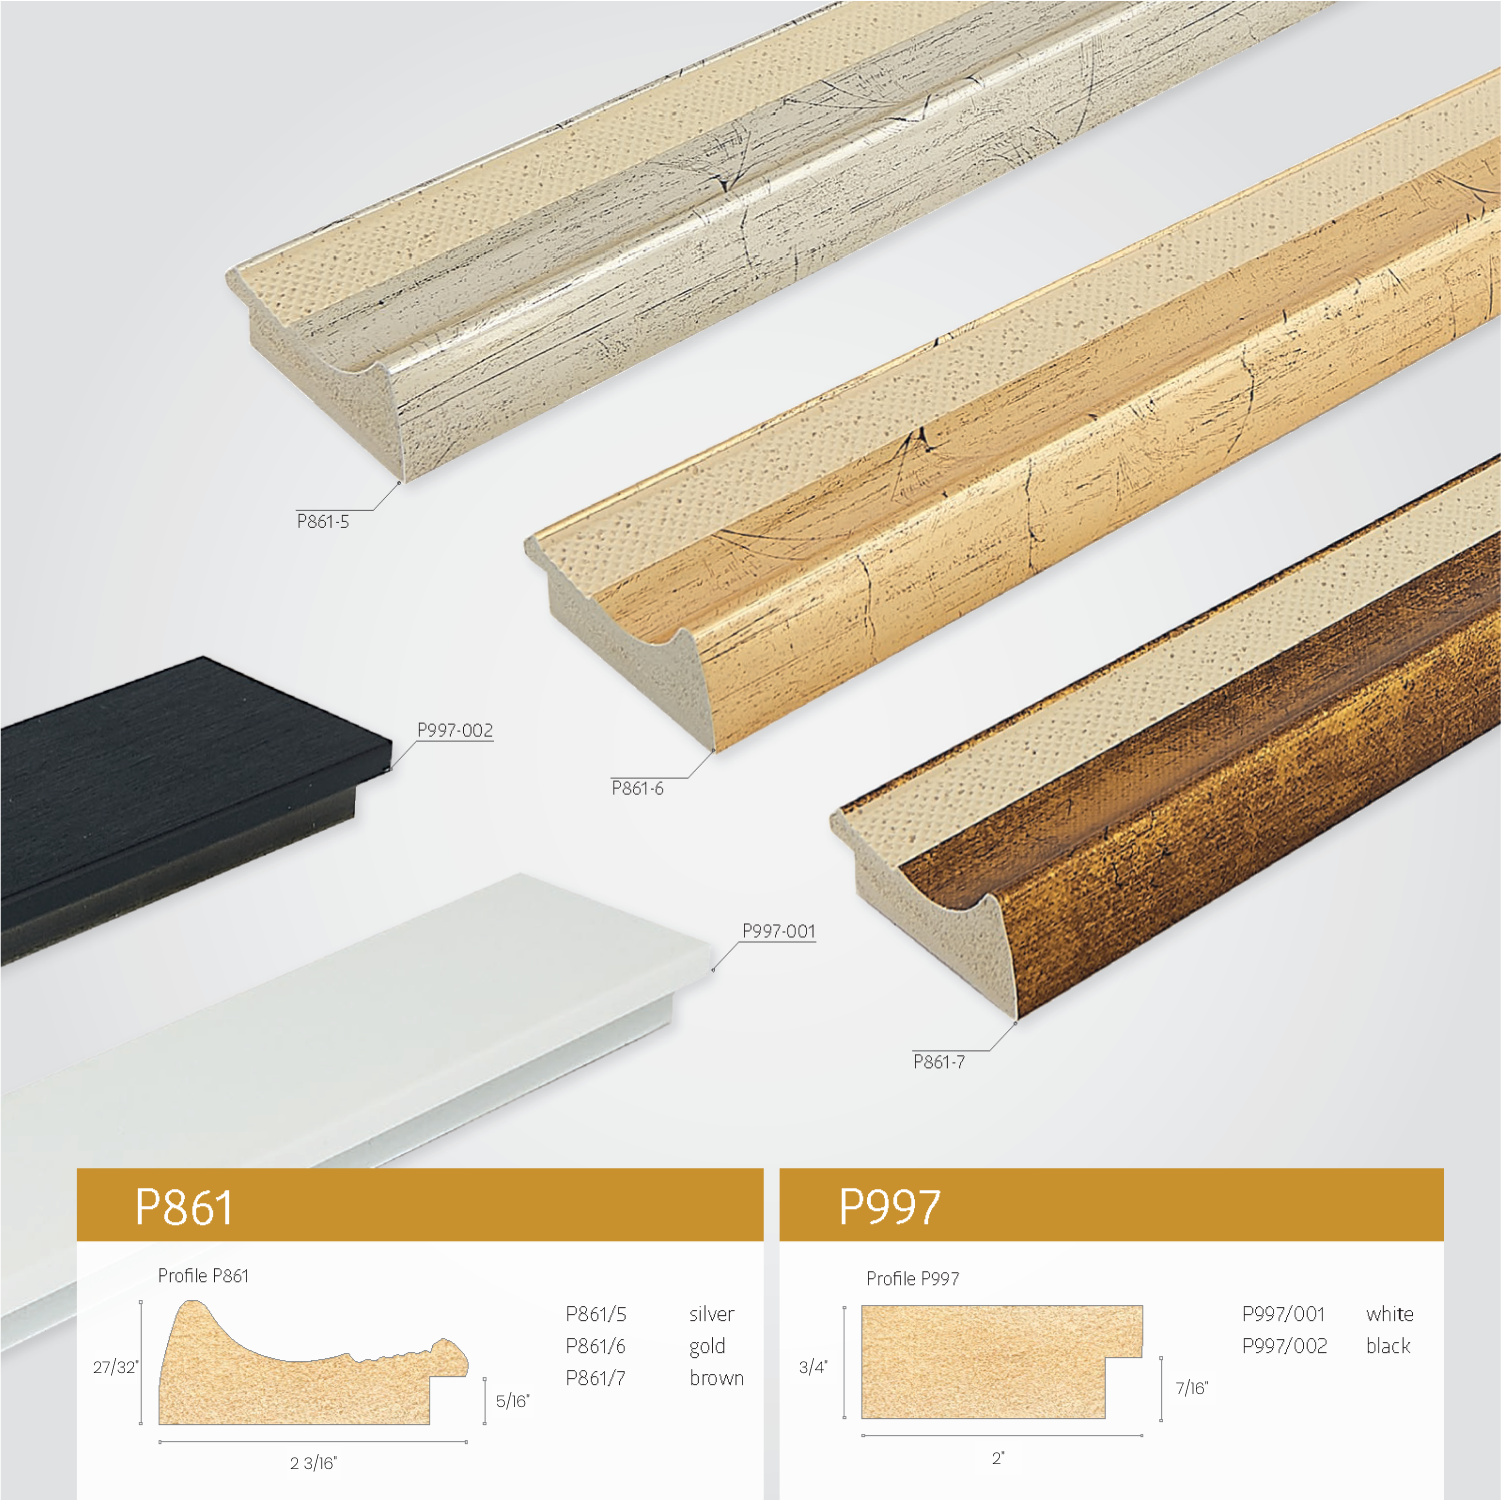 P861-5
P997-002
P861-6
P997-001
P861-7
P861
Profile P861
27/32"
5/16"
2 3/16"
P861/5 silver
P861/6 gold
P861/7 brown
P997
Profile P997
3/4"
7/16"
2"
P997/001 white
P997/002 black